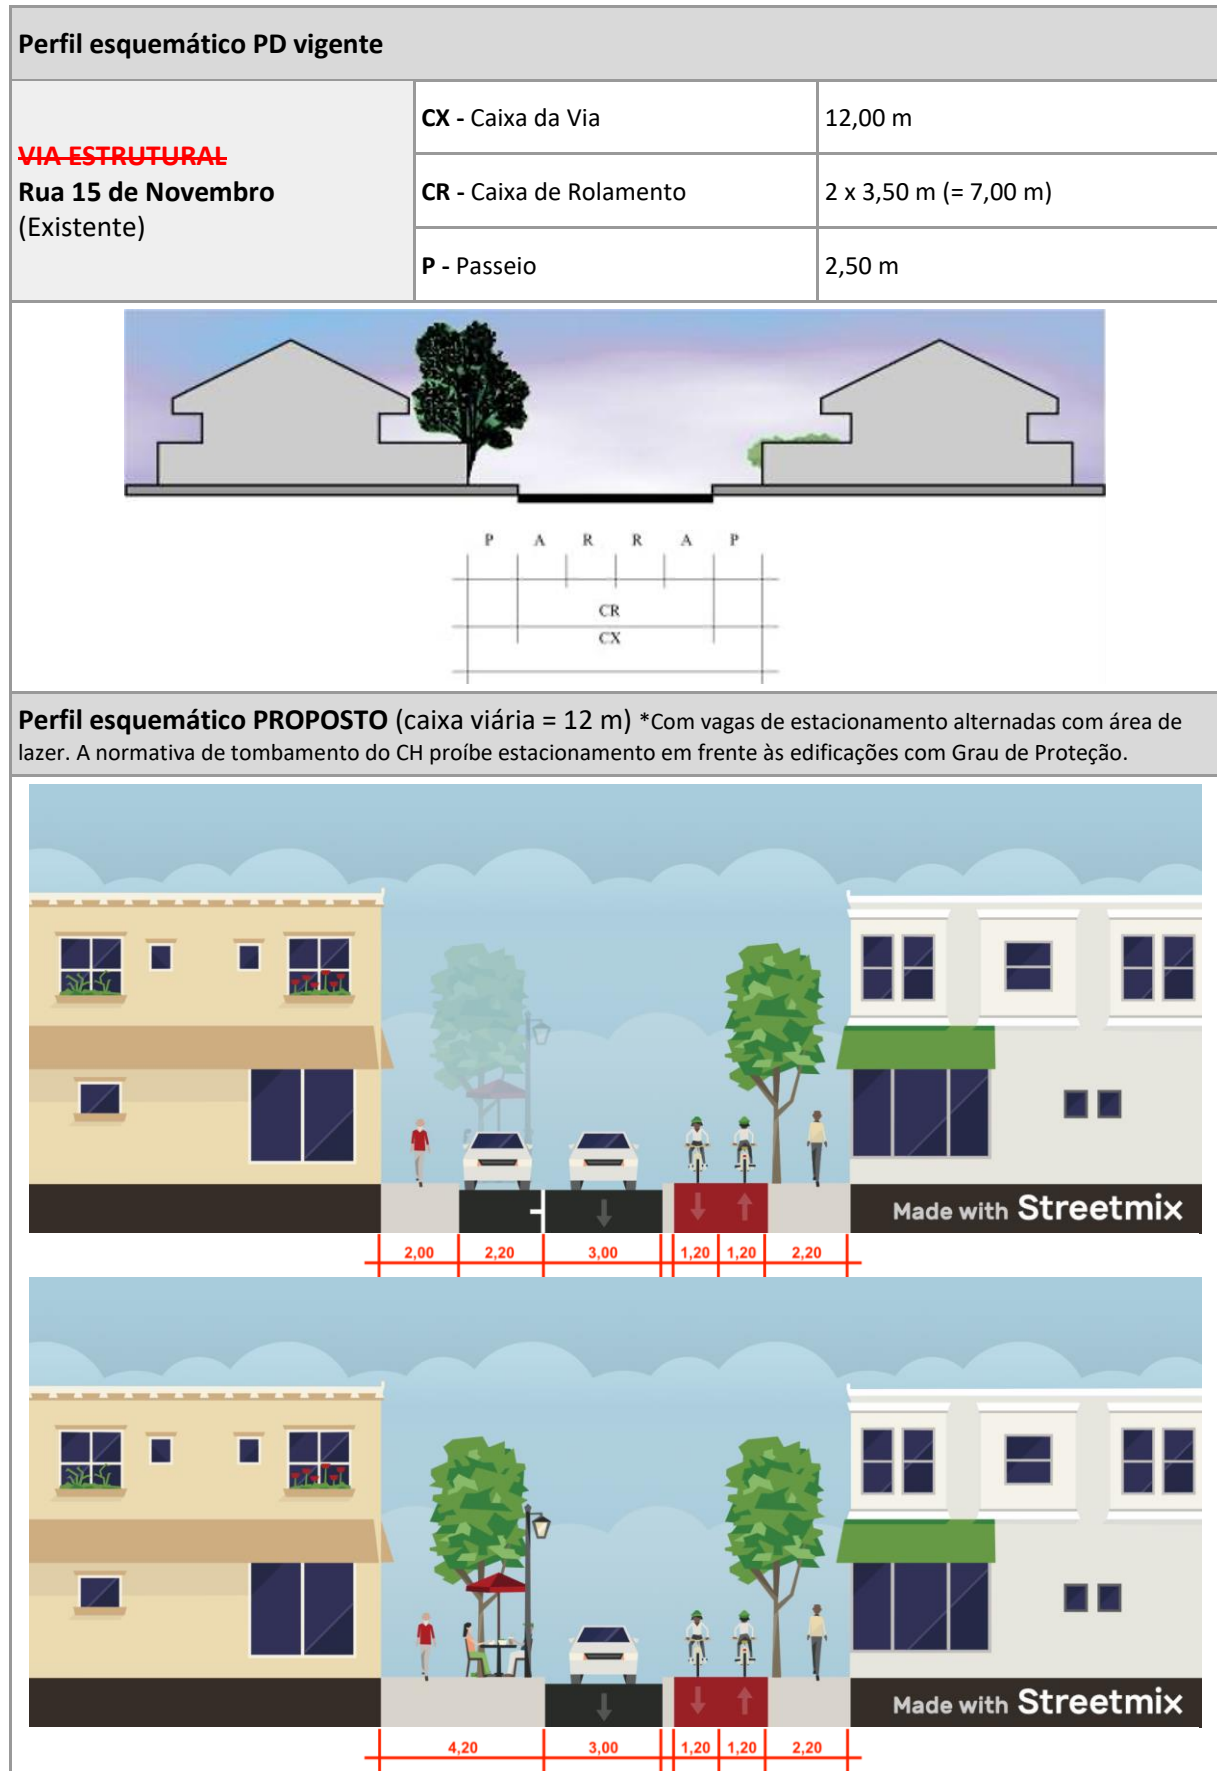 Perfil esquemático PD vigente
VIA ESTRUTURAL
Rua 15 de Novembro
(Existente)
CX - Caixa da Via
12,00 m
CR - Caixa de Rolamento
2 x 3,50 m (= 7,00 m)
P - Passeio
2,50 m
P A R R A P
CR
CX
Perfil esquemático PROPOSTO (caixa viária = 12 m) *Com vagas de estacionamento alternadas com área de
lazer. A normativa de tombamento do CH proíbe estacionamento em frente às edificações com Grau de Proteção.
Made with Streetmix
2,00 2,20 3,00 1,20 1,20 2,20
Made with Streetmix
4,20 3,00 1,20 1,20 2,20